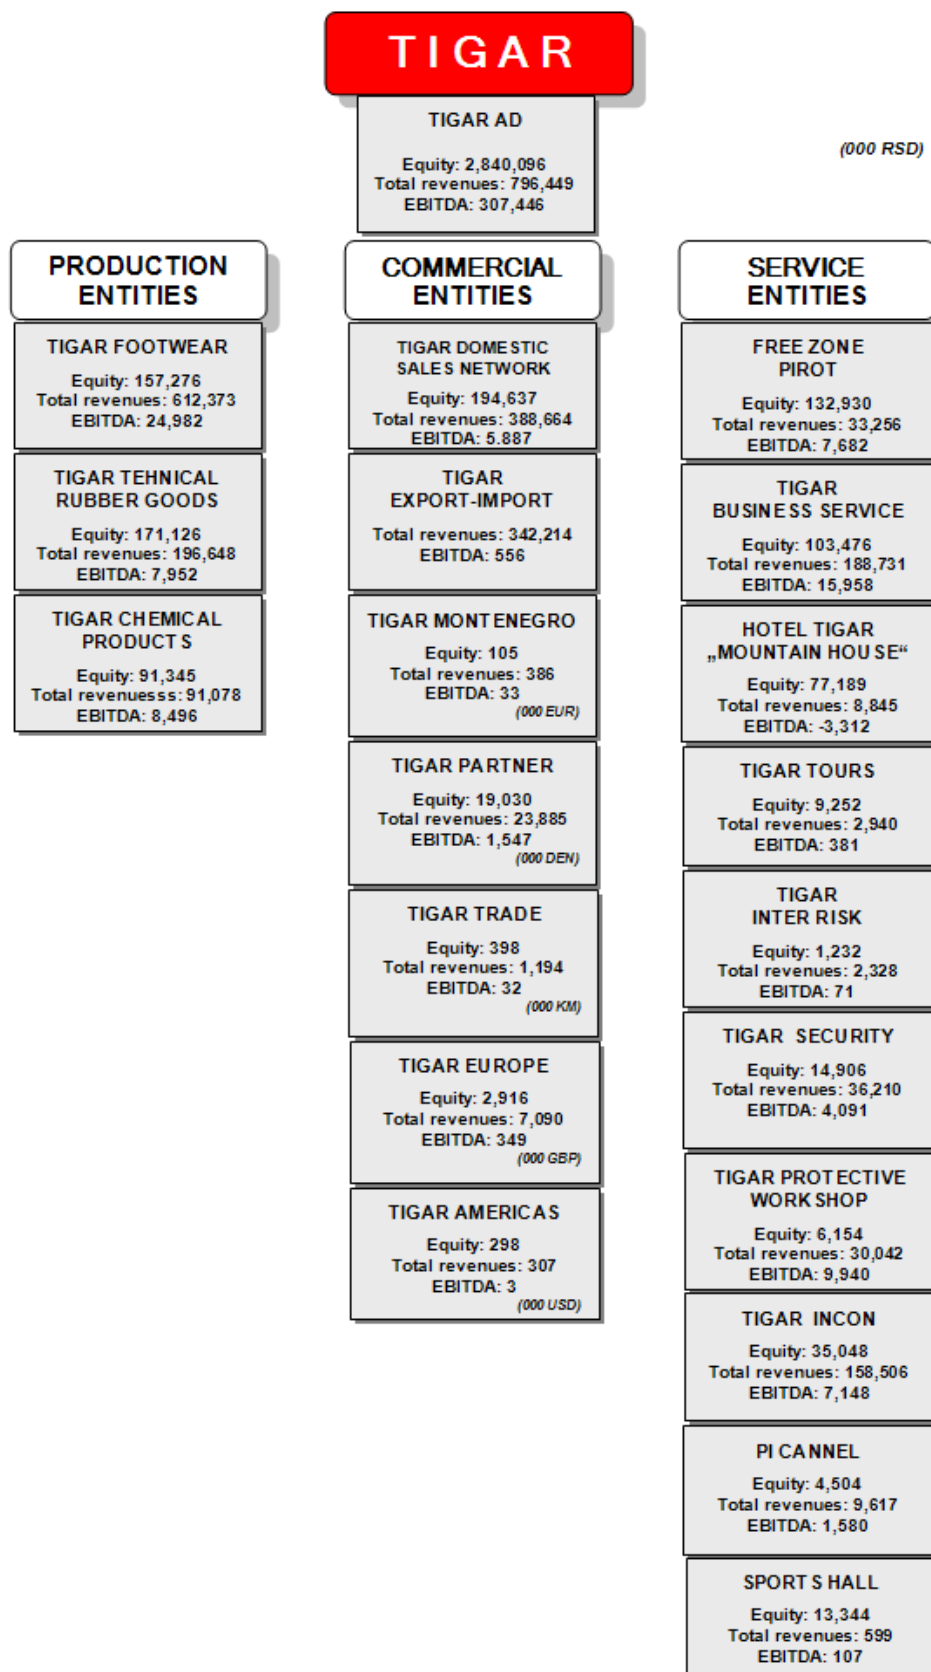 TIGAR
TIGAR AD
Equity: 2,840,096
Total revenues: 796,449
EBITDA: 307,446
(000 RSD)
PRODUCTION
ENTITIES
TIGAR FOOTWEAR
Equity: 157,276
Total revenues: 612,373
EBITDA: 24,982
TIGAR TEHNICAL
RUBBER GOODS
Equity: 171,126
Total revenues: 196,648
EBITDA: 7,952
TIGAR CHEMICAL
PRODUCTS
Equity: 91,345
Total revenuesss: 91,078
EBITDA: 8,496
COMMERCIAL
ENTITIES
TIGAR DOMESTIC
SALES NETWORK
Equity: 194,637
Total revenues: 388,664
EBITDA: 5.887
TIGAR
EXPORT-IMPORT
Total revenues: 342,214
EBITDA: 556
TIGAR MONTENEGRO
Equity: 105
Total revenues: 386
EBITDA: 33
(000 EUR)
TIGAR PARTNER
Equity: 19,030
Total revenues: 23,885
EBITDA: 1,547
(000 DEN)
TIGAR TRADE
Equity: 398
Total revenues: 1,194
EBITDA: 32
(000 KM)
TIGAR EUROPE
Equity: 2,916
Total revenues: 7,090
EBITDA: 349
(000 GBP)
TIGAR AMERICAS
Equity: 298
Total revenues: 307
EBITDA: 3
(000 USD)
SERVICE
ENTITIES
FREE ZONE
PIROT
Equity: 132,930
Total revenues: 33,256
EBITDA: 7,682
TIGAR
BUSINESS SERVICE
Equity: 103,476
Total revenues: 188,731
EBITDA: 15,958
HOTEL TIGAR
„MOUNTAIN HOUSE“
Equity: 77,189
Total revenues: 8,845
EBITDA: -3,312
TIGAR TOURS
Equity: 9,252
Total revenues: 2,940
EBITDA: 381
TIGAR
INTER RISK
Equity: 1,232
Total revenues: 2,328
EBITDA: 71
TIGAR SECURITY
Equity: 14,906
Total revenues: 36,210
EBITDA: 4,091
TIGAR PROTECTIVE
WORKSHOP
Equity: 6,154
Total revenues: 30,042
EBITDA: 9,940
TIGAR INCON
Equity: 35,048
Total revenues: 158,506
EBITDA: 7,148
PI CANNEL
Equity: 4,504
Total revenues: 9,617
EBITDA: 1,580
SPORTS HALL
Equity: 13,344
Total revenues: 599
EBITDA: 107